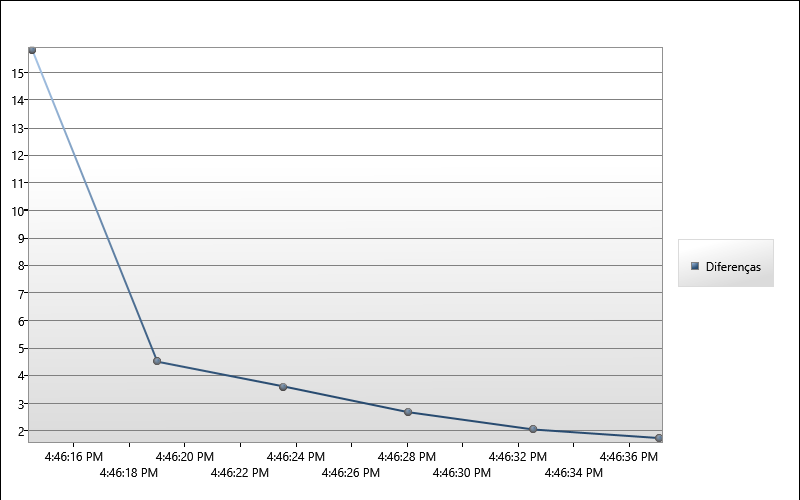 15
14
13
12
11
10
9
8
7
6
5
4
3
2
4:46:16 PM
4:46:18 PM
4:46:20 PM
4:46:22 PM
4:46:24 PM
4:46:26 PM
4:46:28 PM
4:46:30 PM
4:46:32 PM
4:46:34 PM
4:46:36 PM
Diferenças